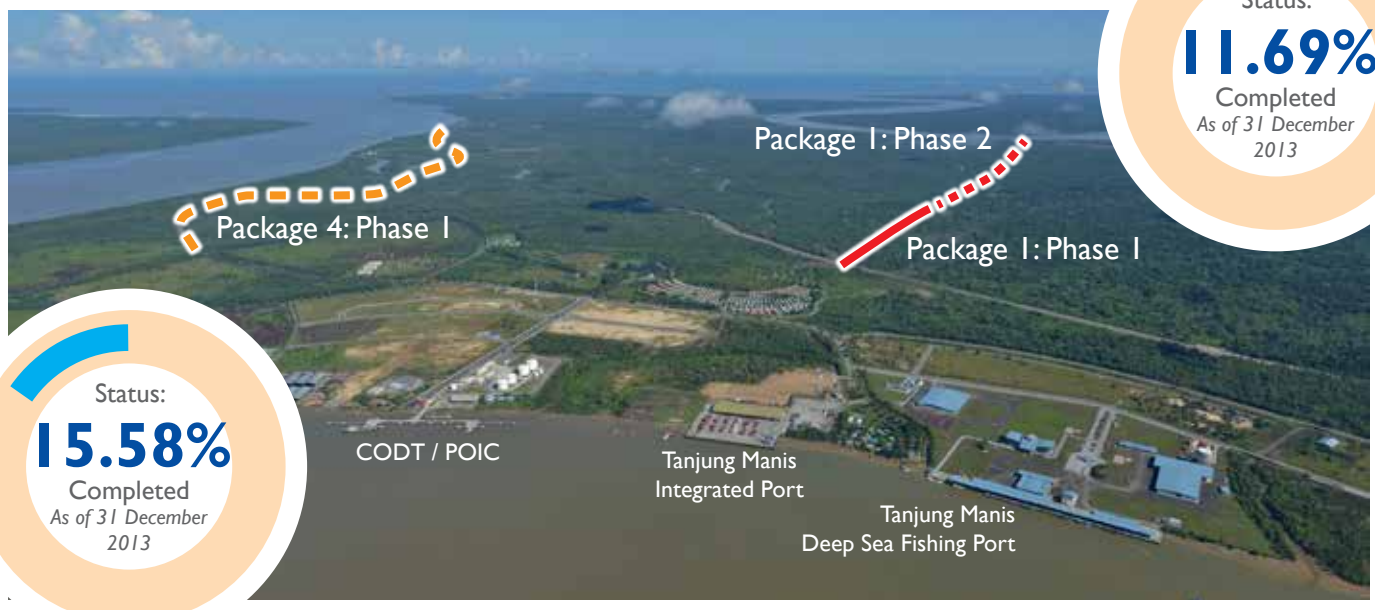 Status:
11.69%
Completed
As of 31 December
2013
Package 1: Phase 2
Package 4: Phase 1
Package 1: Phase 1
Status:
15.58%
Completed
As of 31 December
2013
CODT / POIC
Tanjung Manis
Integrated Port
Tanjung Manis
Deep Sea Fishing Port